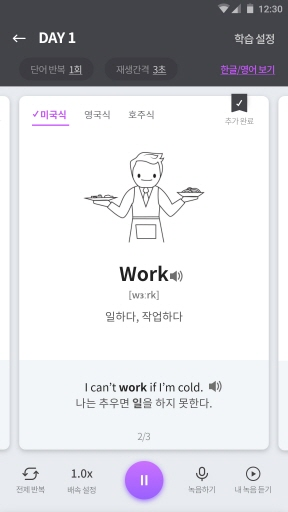 12:30
DAY 1
학습 설정
단어 반복 1회
재생간격 3초
한글/영어 보기
미국식
영국식
호주식
추가 완료
Work
[wɜːrk]
일하다, 작업하다
I can't work if I'm cold.
나는 추우면 일을 하지 못한다.
2/3
전체 반복
1.0x
배속 설정
녹음하기
내 녹음 듣기